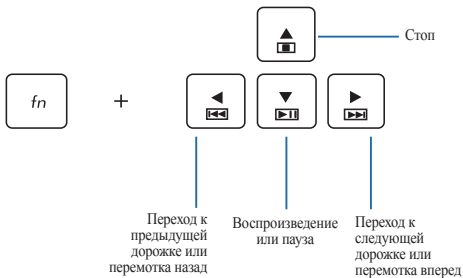 Стоп
fn
+
Переход к
предыдущей
дорожке или
перемотка назад
Воспроизведение
или пауза
Переход к
следующей
дорожке или
перемотка вперед